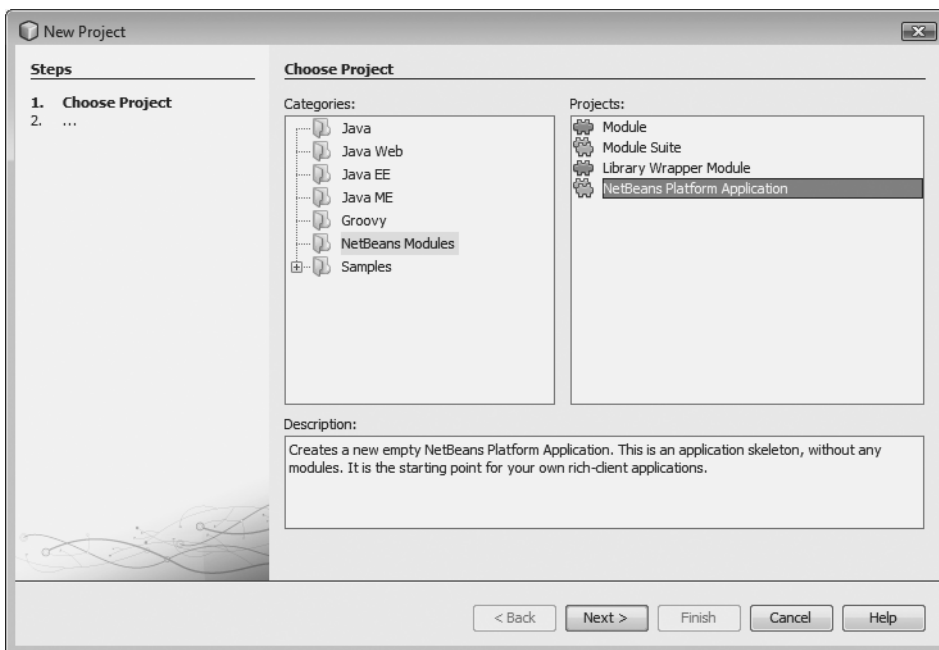 New Project
Steps
1. Choose Project
2. ...
Choose Project
Categories:
Java
Java Web
Java EE
Java ME
Groovy
NetBeans Modules
Samples
Projects:
Module
Module Suite
Library Wrapper Module
NetBeans Platform Application
Description:
Creates a new empty NetBeans Platform Application. This is an application skeleton, without any
modules. It is the starting point for your own rich-client applications.
< Back
Next >
Finish
Cancel
Help